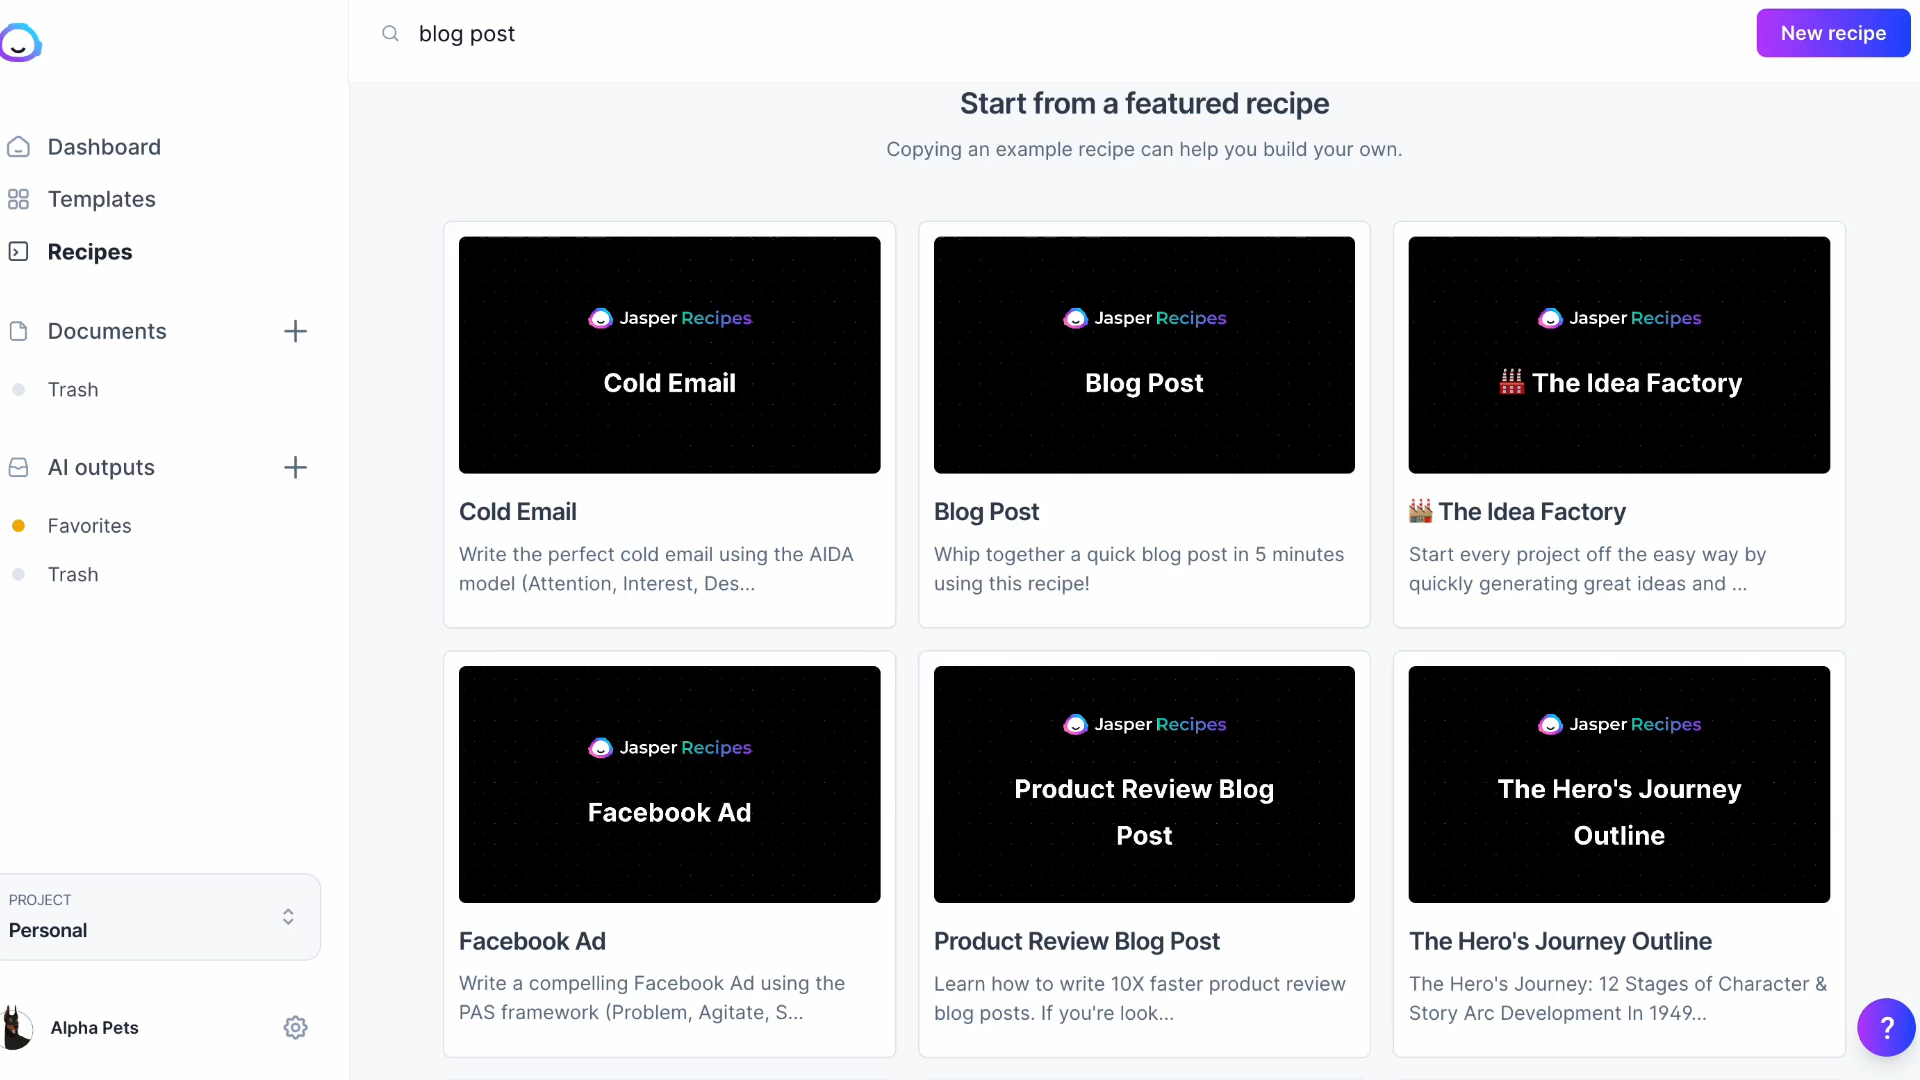 blog post
New recipe
Dashboard
Templates
Recipes
Documents
Trash
AI outputs
Favorites
Trash
PROJECT
Personal
Alpha Pets
Start from a featured recipe
Copying an example recipe can help you build your own.
Jasper Recipes
Cold Email
Cold Email
Write the perfect cold email using the AIDA
model (Attention, Interest, Des...
Jasper Recipes
Blog Post
Blog Post
Whip together a quick blog post in 5 minutes
using this recipe!
Jasper Recipes
🏭 The Idea Factory
🏭 The Idea Factory
Start every project off the easy way by
quickly generating great ideas and ...
Jasper Recipes
Facebook Ad
Facebook Ad
Write a compelling Facebook Ad using the
PAS framework (Problem, Agitate, S...
Jasper Recipes
Product Review Blog
Post
Product Review Blog Post
Learn how to write 10X faster product review
blog posts. If you're look...
Jasper Recipes
The Hero's Journey
Outline
The Hero's Journey Outline
The Hero's Journey: 12 Stages of Character &
Story Arc Development In 1949...
?